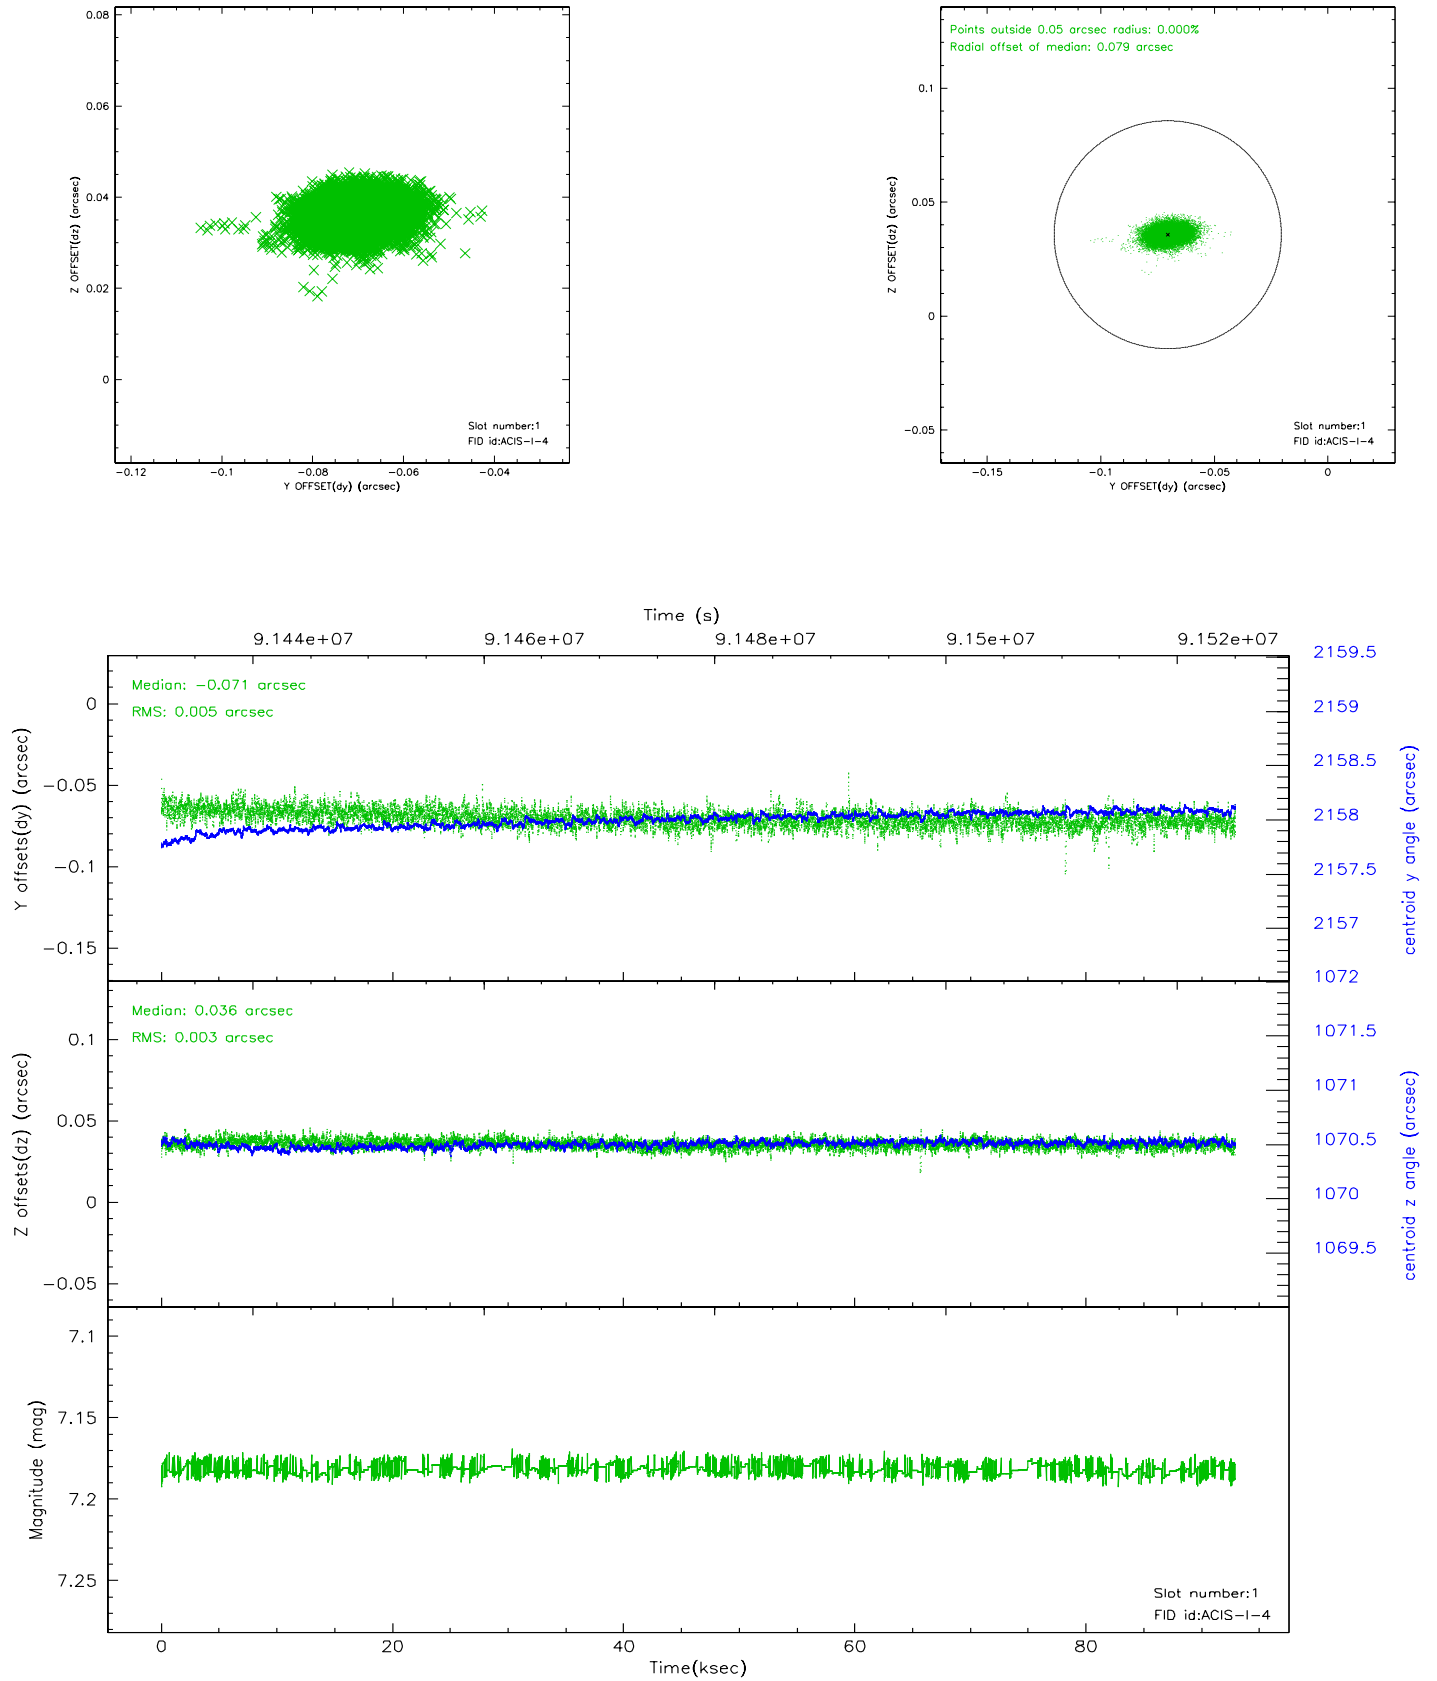 0.08
0.06
0.04
0.02
0
Z OFFSET(dz) (arcsec)
Slot number:1
FID id:ACIS-I-4
-0.12 -0.1 -0.08 -0.06 -0.04
Y OFFSET(dy) (arcsec)
Points outside 0.05 arcsec radius: 0.000%
Radial offset of median: 0.079 arcsec
0.1
0.05
0
-0.05
Z OFFSET(dz) (arcsec)
Slot number:1
FID id:ACIS-I-4
-0.15 -0.1 -0.05 0
Y OFFSET(dy) (arcsec)
Time (s)
9.144e+07 9.146e+07 9.148e+07 9.15e+07 9.152e+07
Median: -0.071 arcsec
RMS: 0.005 arcsec
0
-0.05
-0.1
-0.15
Y offsets(dy) (arcsec)
2159.5
2159
2158.5
2158
2157.5
2157
centroid y angle (arcsec)
Median: 0.036 arcsec
RMS: 0.003 arcsec
0.1
0.05
0
-0.05
Z offsets(dz) (arcsec)
1072
1071.5
1071
1070.5
1070
1069.5
centroid z angle (arcsec)
7.1
7.15
7.2
7.25
Magnitude (mag)
Slot number:1
FID id:ACIS-I-4
0 20 40 60 80
Time(ksec)